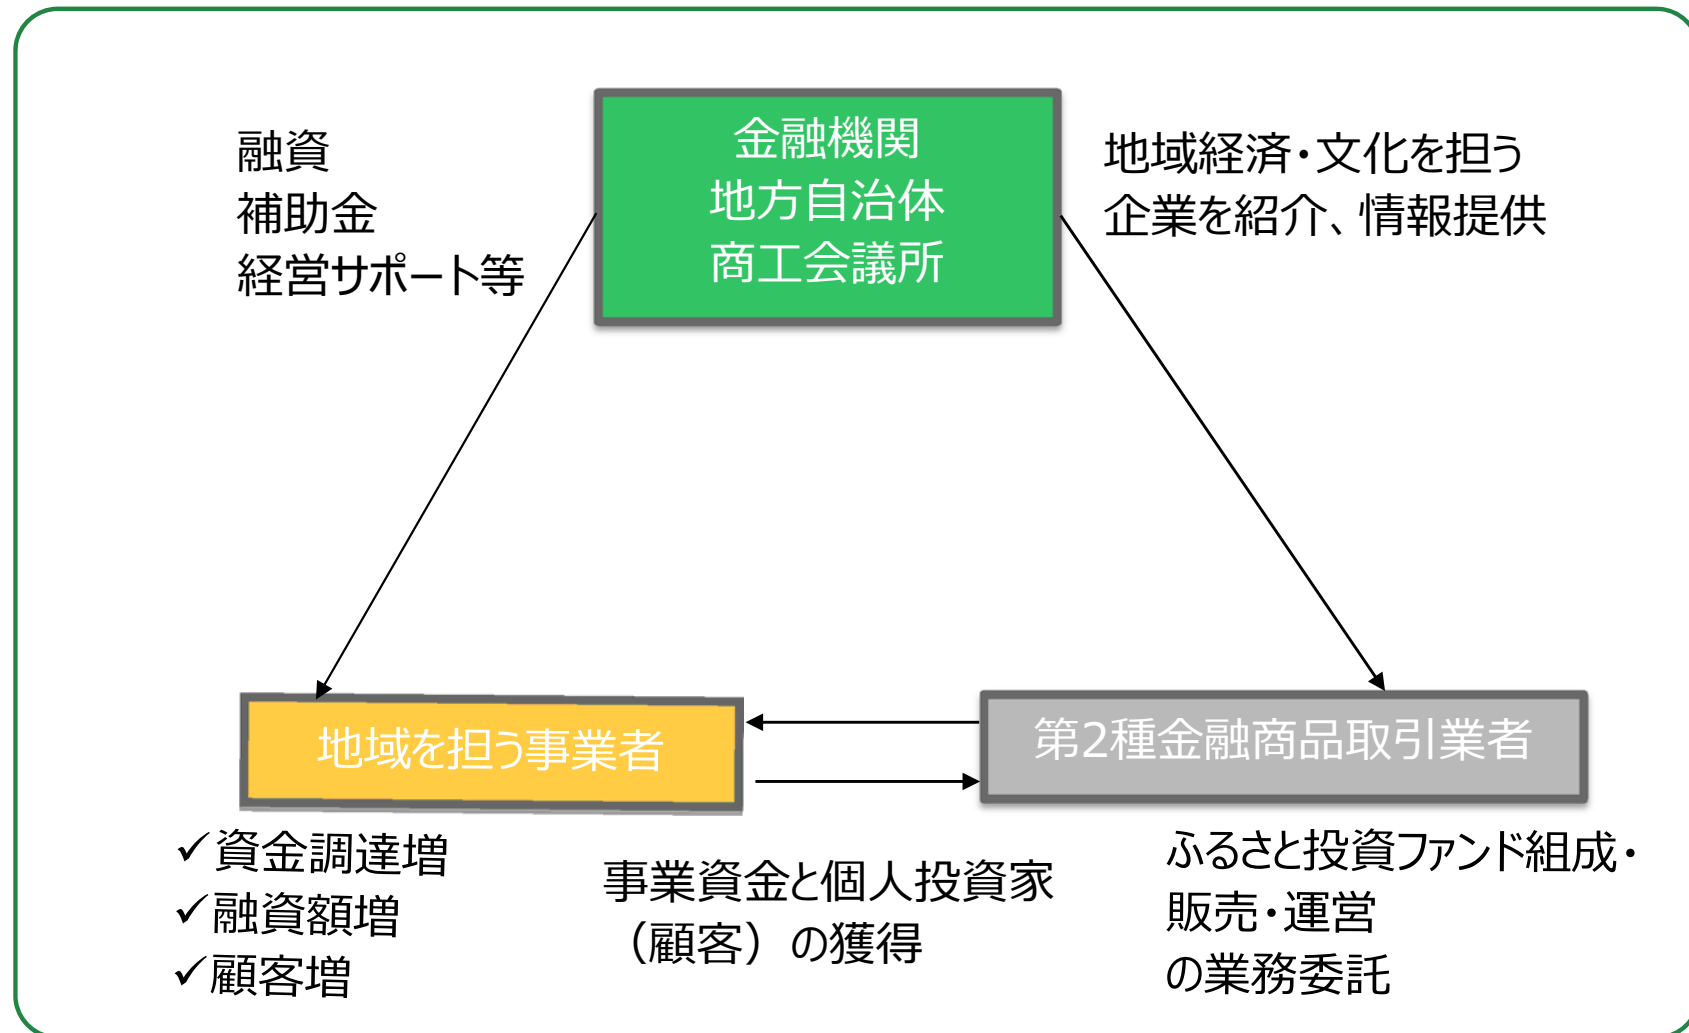 融資
補助金
経営サポート等
金融機関
地方自治体
商工会議所
地域経済・文化を担う
企業を紹介、情報提供
地域を担う事業者
第2種金融商品取引業者
✓資金調達増
✓融資額増
✓顧客増
事業資金と個人投資家
（顧客）の獲得
ふるさと投資ファンド組成・
販売・運営
の業務委託